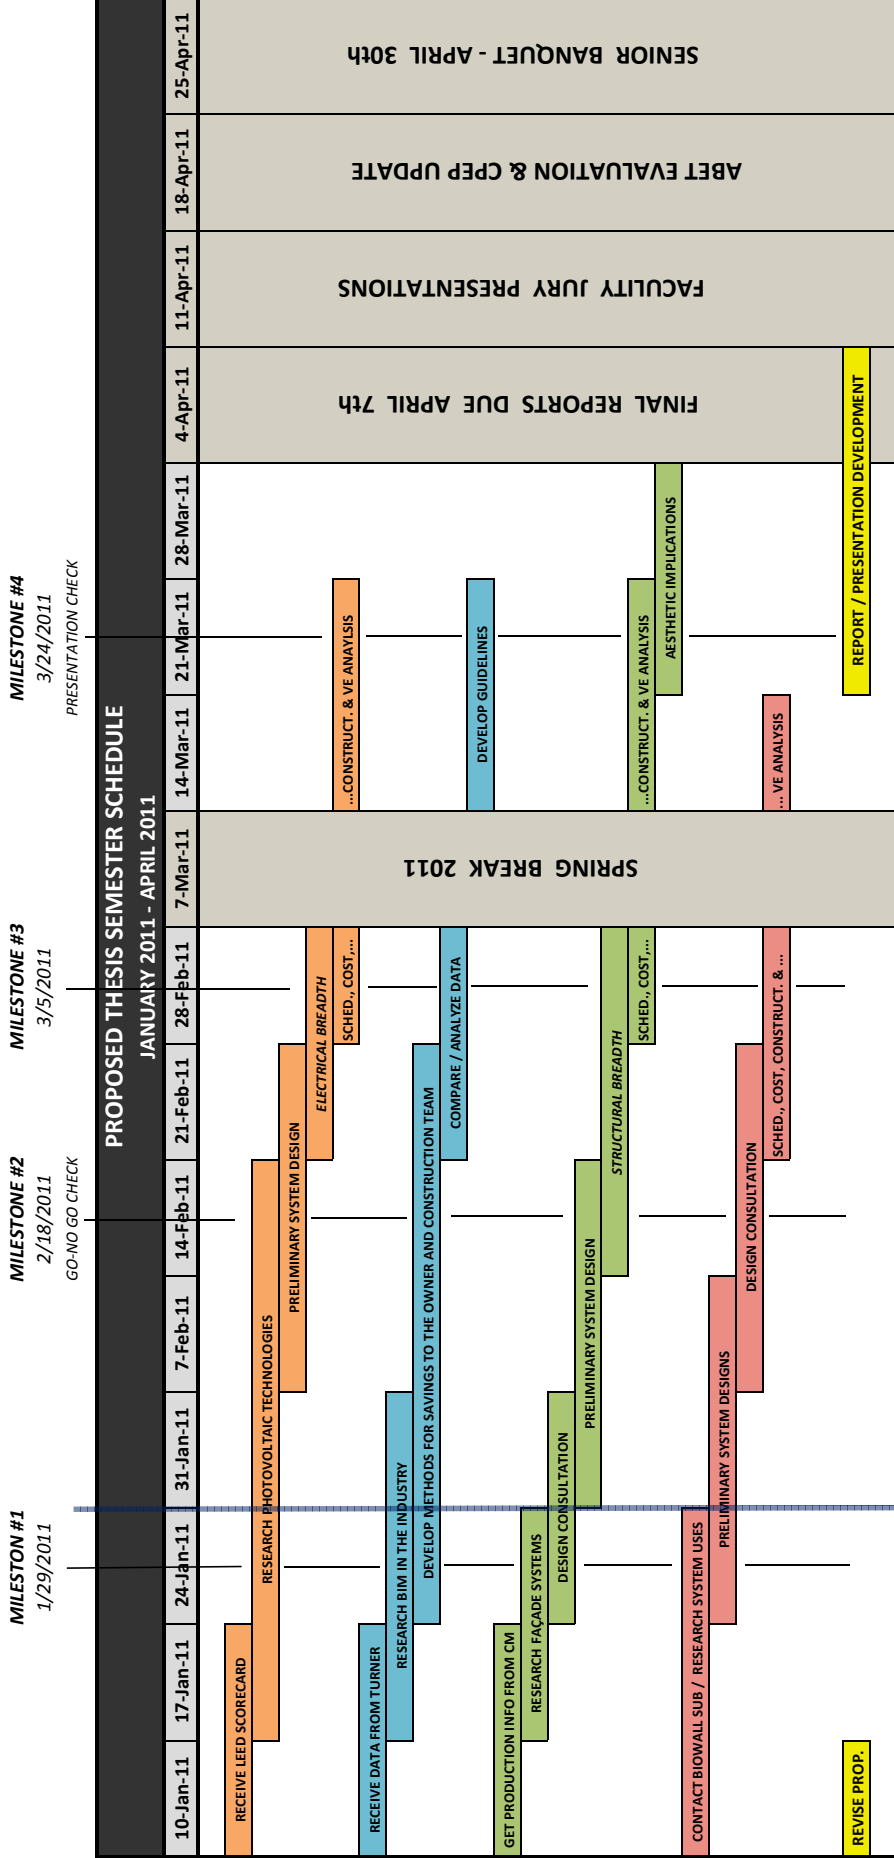 MILESTON #1
1/29/2011
MILESTONE #2
2/18/2011
GO-NO GO CHECK
MILESTONE #3
3/5/2011
MILESTONE #4
3/24/2011
PRESENTATION CHECK
PROPOSED THESIS SEMESTER SCHEDULE
JANUARY 2011 - APRIL 2011
10-Jan-11
17-Jan-11
24-Jan-11
31-Jan-11
7-Feb-11
14-Feb-11
21-Feb-11
28-Feb-11
7-Mar-11
14-Mar-11
21-Mar-11
28-Mar-11
4-Apr-11
11-Apr-11
18-Apr-11
25-Apr-11
RECEIVE LEED SCORECARD
RESEARCH PHOTOVOLTAIC TECHNOLOGIES
PRELIMINARY SYSTEM DESIGN
ELECTRICAL BREADTH
SCHED., COST,...
...CONSTRUCT. & VE ANAYLSIS
RECEIVE DATA FROM TURNER
RESEARCH BIM IN THE INDUSTRY
DEVELOP METHODS FOR SAVINGS TO THE OWNER AND CONSTRUCTION TEAM
COMPARE / ANALYZE DATA
DEVELOP GUIDELINES
GET PRODUCTION INFO FROM CM
RESEARCH FAÇADE SYSTEMS
DESIGN CONSULTATION
PRELIMINARY SYSTEM DESIGN
STRUCTURAL BREADTH
SCHED., COST,...
...CONSTRUCT. & VE ANALYSIS
AESTHETIC IMPLICATIONS
CONTACT BIOWALL SUB / RESEARCH SYSTEM USES
PRELIMINARY SYSTEM DESIGNS
DESIGN CONSULTATION
SCHED., COST, CONSTRUCT. & ...
... VE ANALYSIS
REVISE PROP.
REPORT / PRESENTATION DEVELOPMENT
SPRING BREAK 2011
FINAL REPORTS DUE APRIL 7th
FACULITY JURY PRESENTATIONS
ABET EVALUATION & CPEP UPDATE
SENIOR BANQUET - APRIL 30th